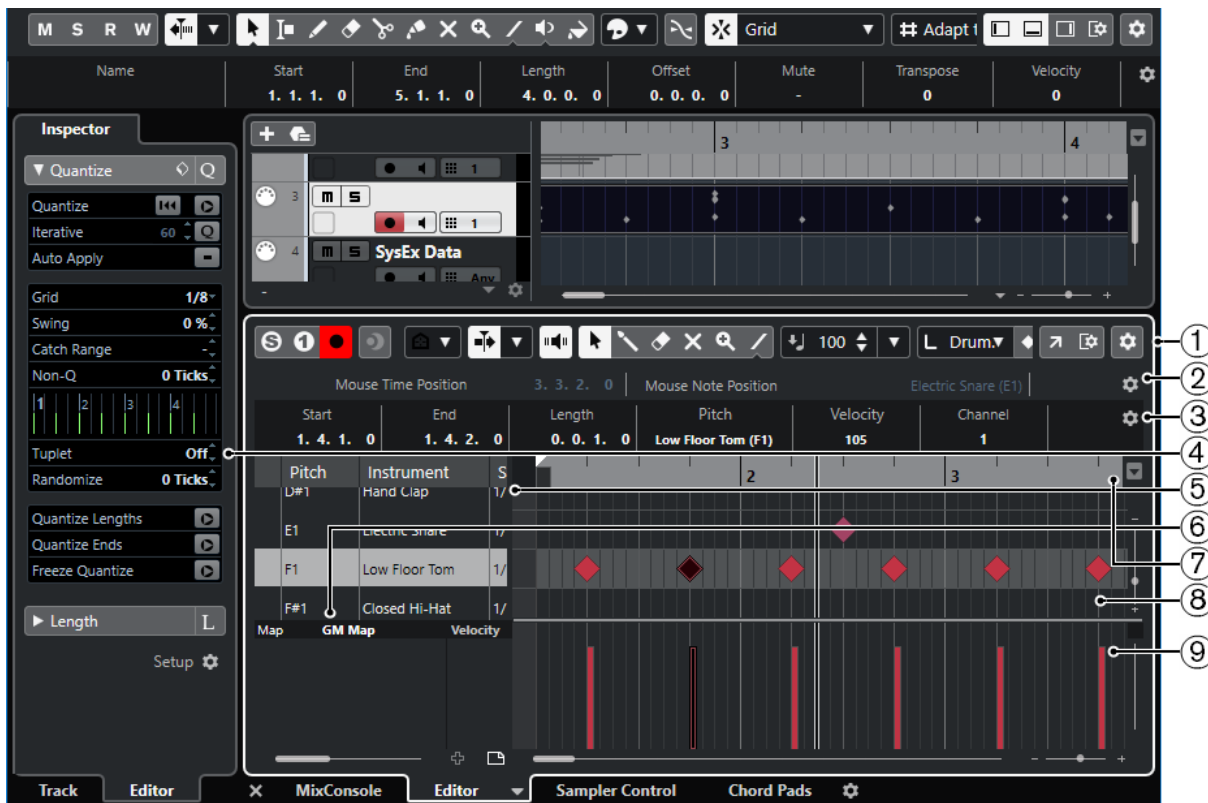 M S R W Grid Adapt t
Name Start End Length Offset Mute Transpose Velocity
1. 1. 1. 0 5. 1. 1. 0 4. 0. 0. 0 0. 0. 0. 0 - 0 0
Inspector
Quantize Q
Quantize
Iterative 60 Q
Auto Apply
Grid 1/8
Swing 0 %
Catch Range -
Non-Q 0 Ticks
1 2 3 4
Tuplet Off
Randomize 0 Ticks
Quantize Lengths
Quantize Ends
Freeze Quantize
Length L
Setup
3 4
1
3 m S
1
4 m S SysEx Data
Any
- - +
S 1 100 L Drum
Mouse Time Position 3. 3. 2. 0 Mouse Note Position Electric Snare (E1)
Start End Length Pitch Velocity Channel
1. 4. 1. 0 1. 4. 2. 0 0. 0. 1. 0 Low Floor Tom (F1) 105 1
Pitch Instrument S 2 3
D#1 Hand Clap 1/
E1 Electric Snare 1/
F1 Low Floor Tom 1/
F#1 Closed Hi-Hat 1/
Map GM Map Velocity
- +
1
2
3
4
5
6
7
8
9
Track Editor X MixConsole Editor Sampler Control Chord Pads